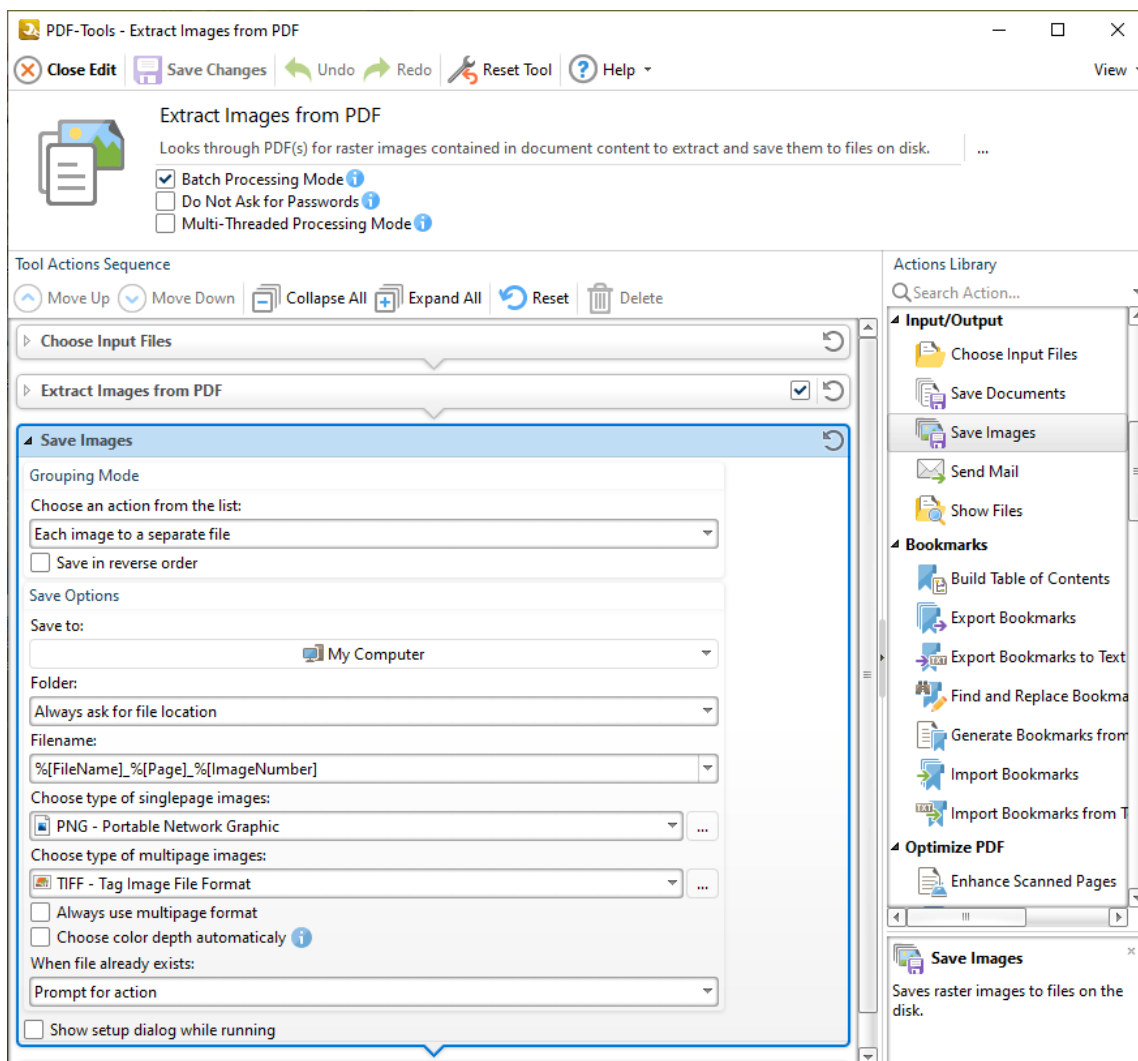 PDF-Tools - Extract Images from PDF
Close Edit Save Changes Undo Redo Reset Tool ? Help View
Extract Images from PDF
Looks through PDF(s) for raster images contained in document content to extract and save them to files on disk. ...
Batch Processing Mode i
Do Not Ask for Passwords i
Multi-Threaded Processing Mode i
Tool Actions Sequence
Move Up Move Down Collapse All Expand All Reset Delete
Choose Input Files
Extract Images from PDF
Save Images
Grouping Mode
Choose an action from the list:
Each image to a separate file
Save in reverse order
Save Options
Save to:
My Computer
Folder:
Always ask for file location
Filename:
%[FileName]_%[Page]_%[ImageNumber]
Choose type of singlepage images:
PNG - Portable Network Graphic ...
Choose type of multipage images:
TIFF - Tag Image File Format ...
Always use multipage format
Choose color depth automaticaly i
When file already exists:
Prompt for action
Show setup dialog while running
Actions Library
Search Action...
Input/Output
Choose Input Files
Save Documents
Save Images
Send Mail
Show Files
Bookmarks
Build Table of Contents
Export Bookmarks
TXT Export Bookmarks to Text
Find and Replace Bookma
Generate Bookmarks from
Import Bookmarks
TXT Import Bookmarks from T
Optimize PDF
Enhance Scanned Pages
Save Images
Saves raster images to files on the
disk.